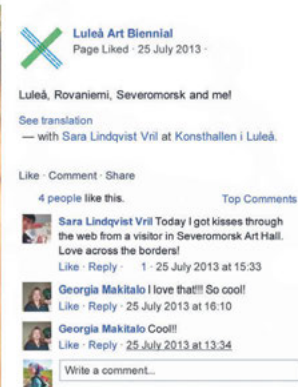 Luleå Art Biennial
Page Liked · 25 July 2013 ·
Luleå, Rovaniemi, Severomorsk and me!
See translation
— with Sara Lindqvist Vril at Konsthallen i Luleå.
Like · Comment · Share
4 people like this.
Top Comments
Sara Lindqvist Vril Today I got kisses through
the web from a visitor in Severomorsk Art Hall.
Love across the borders!
Like · Reply · 1 · 25 July 2013 at 15:33
Georgia Makitalo I love that!!! So cool!
Like · Reply · 25 July 2013 at 16:10
Georgia Makitalo Cool!!
Like · Reply · 25 July 2013 at 13:34
Write a comment...